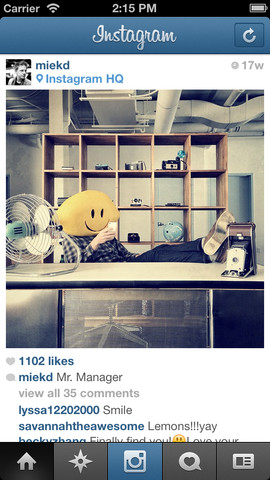 Carrier 2:15 PM
Instagram
miekd 17w
Instagram HQ
1102 likes
miekd Mr. Manager
view all 35 comments
lyssa12202000 Smile
savannahtheawesome Lemons!!!yay
beckyzhang Finally find you!😃Love your